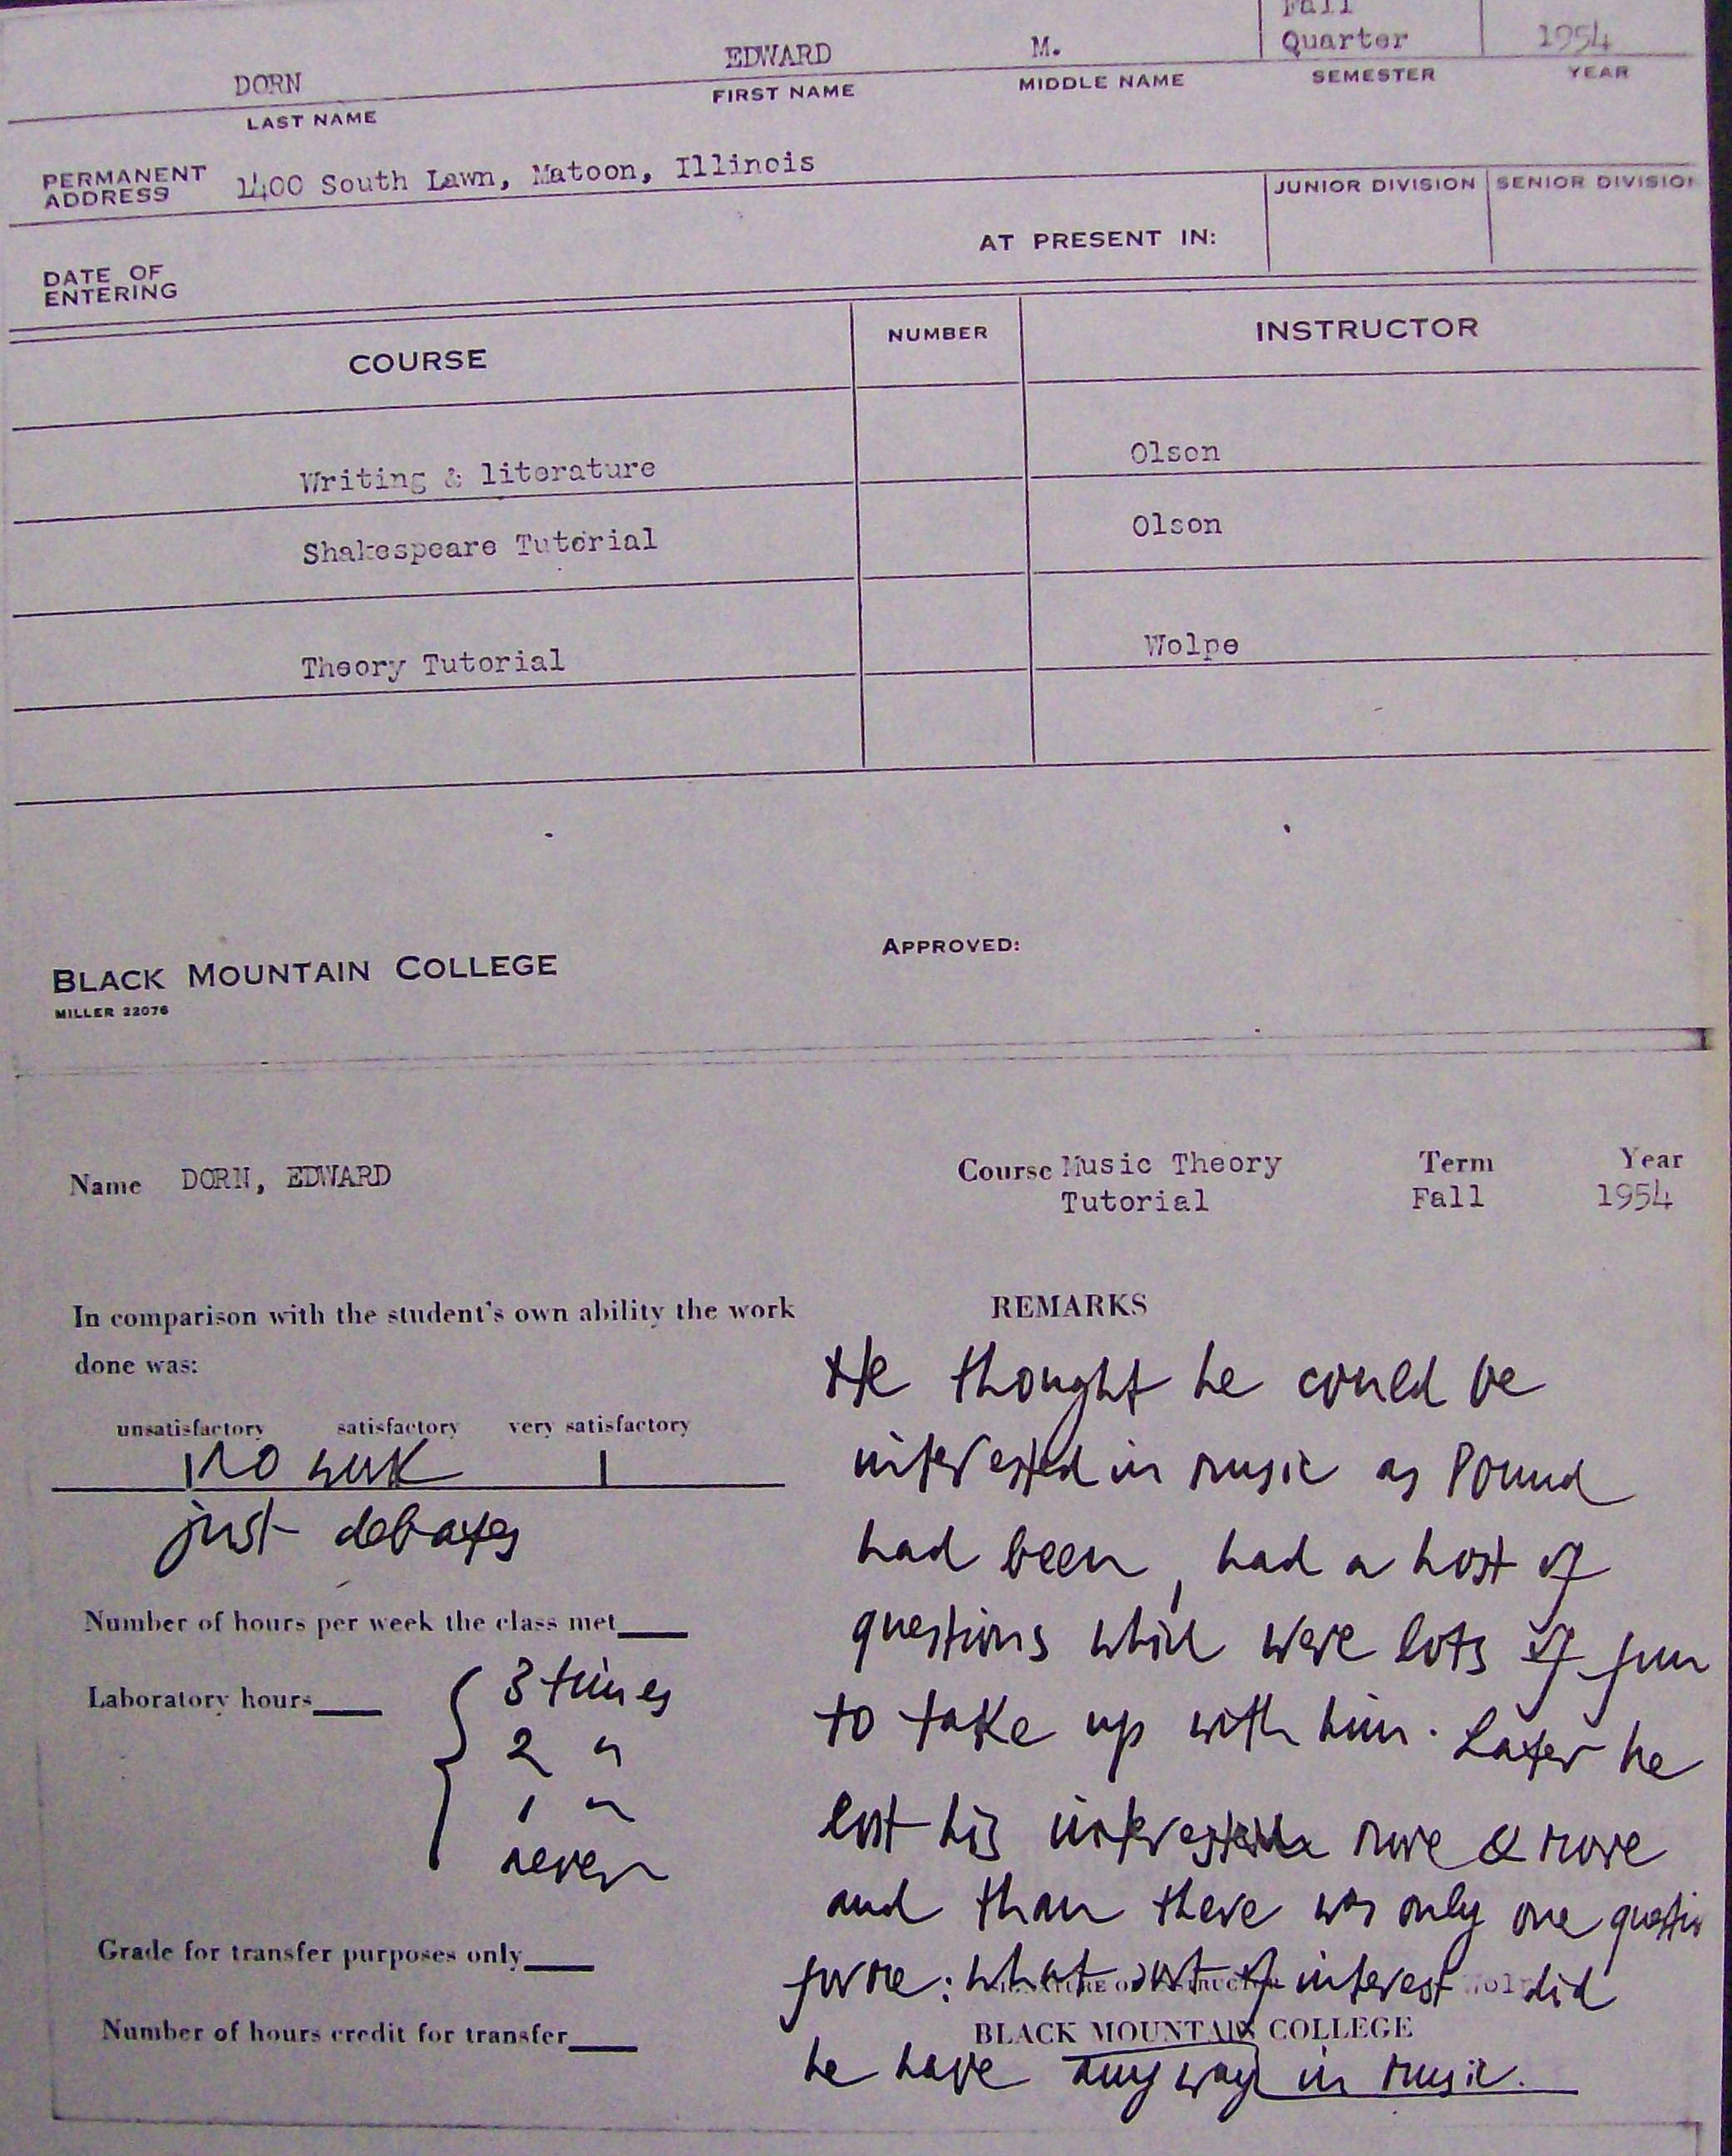 Fall
DORN EDWARD M. Quarter 1954
LAST NAME FIRST NAME MIDDLE NAME SEMESTER YEAR
PERMANENT ADDRESS 1400 South Lawn, Matoon, Illinois
JUNIOR DIVISION SENIOR DIVISION
AT PRESENT IN:
DATE OF ENTERING
COURSE NUMBER INSTRUCTOR
Writing & literature Olson
Shakespeare Tutorial Olson
Theory Tutorial Wolpe
APPROVED:
BLACK MOUNTAIN COLLEGE
MILLER 22076
Name DORN, EDWARD
Course Music Theory Tutorial
Term Fall
Year 1954
In comparison with the student's own ability the work
done was:
unsatisfactory satisfactory very satisfactory
no work
just debates
Number of hours per week the class met
Laboratory hours
3 times
2 "
1 "
never
Grade for transfer purposes only
Number of hours credit for transfer
REMARKS
He thought he could be
interested in music as Pound
had been, had a host of
questions which were lots of fun
to take up with him. Later he
lost his interest more & more
and than there was only one
for me: what sort of interest did
he have anyway in music.
BLACK MOUNTAIN COLLEGE